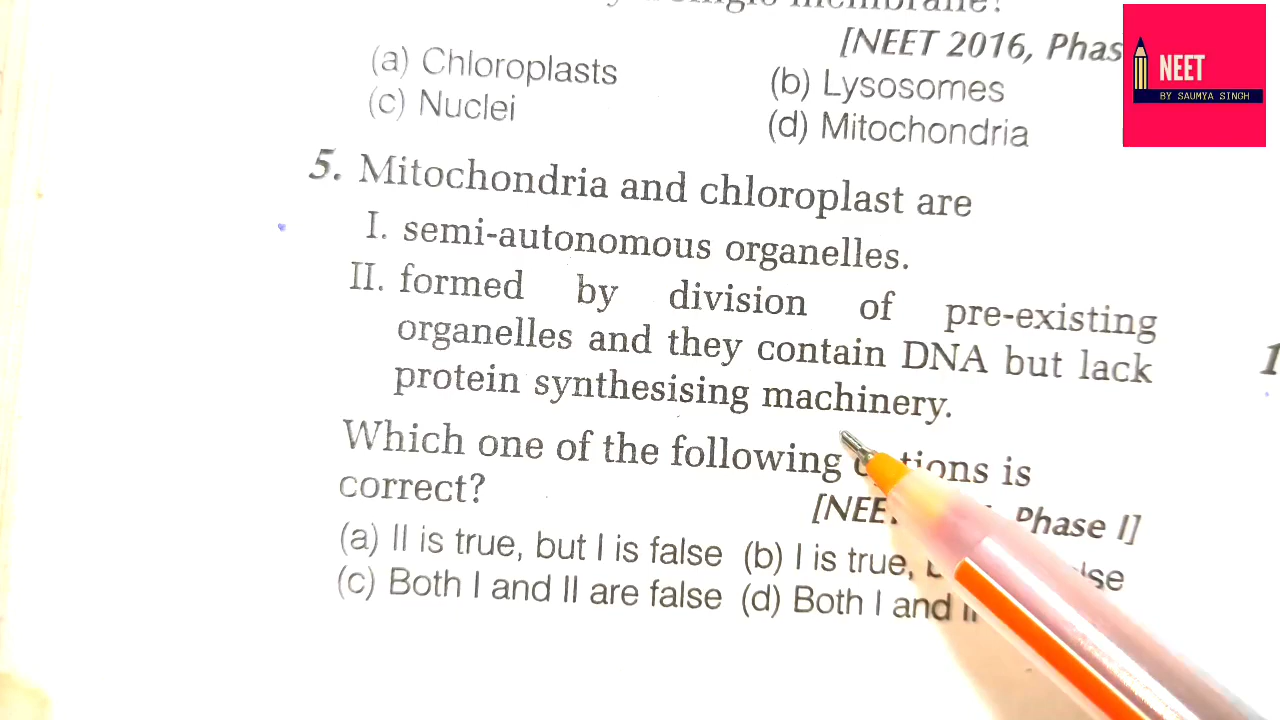 membrane?
[NEET 2016, Phas
(a) Chloroplasts (b) Lysosomes
(c) Nuclei (d) Mitochondria
5. Mitochondria and chloroplast are
I. semi-autonomous organelles.
II. formed by division of pre-existing
organelles and they contain DNA but lack
protein synthesising machinery.
Which one of the following is
correct?
Phase I]
(a) II is true, but I is false (b) I is true,
(c) Both I and II are false (d) Both I and II
1
NEET
BY SAUMYA SINGH